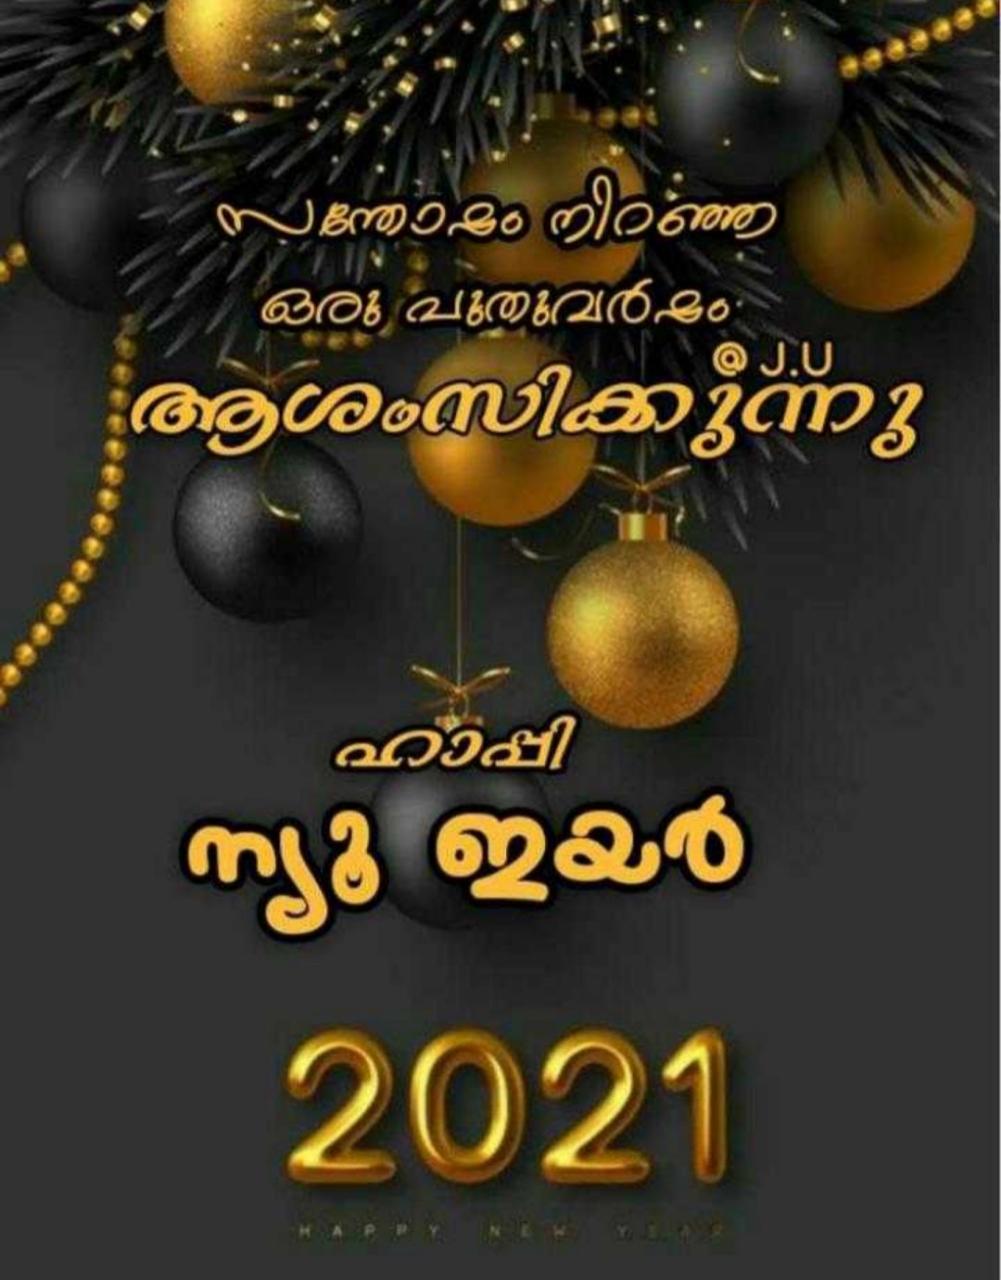 സന്തോഷം നിറഞ്ഞ
ഒരു പുതുവർഷം
@ J.U
ആശംസിക്കുന്നു
ഹാപ്പി
ന്യൂ ഇയർ
2021
HAPPY NEW YEAR